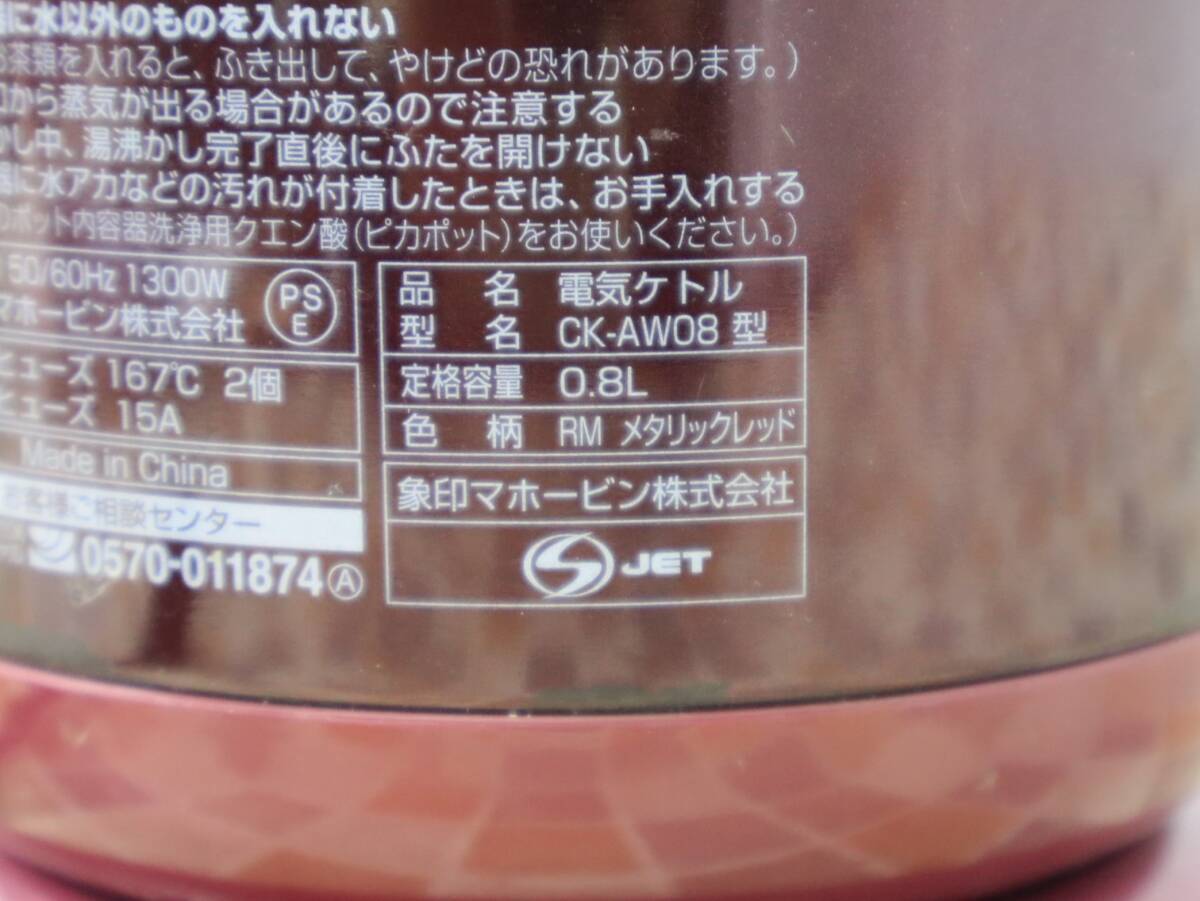 に水以外のものを入れない
お茶類を入れると、ふき出して、やけどの恐れがあります。)
口から蒸気が出る場合があるので注意する
かし中、湯沸かし完了直後にふたを開けない
に水アカなどの汚れが付着したときは、お手入れする
のポット内容器洗浄用クエン酸(ピカポット)をお使いください。)
50/60Hz 1300W
マホービン株式会社
PS
E
ヒューズ 167℃ 2個
ヒューズ 15A
Made in China
お客様ご相談センター
0570-011874 A
品名 電気ケトル
型名 CK-AW08 型
定格容量 0.8L
色柄 RM メタリックレッド
象印マホービン株式会社
S JET